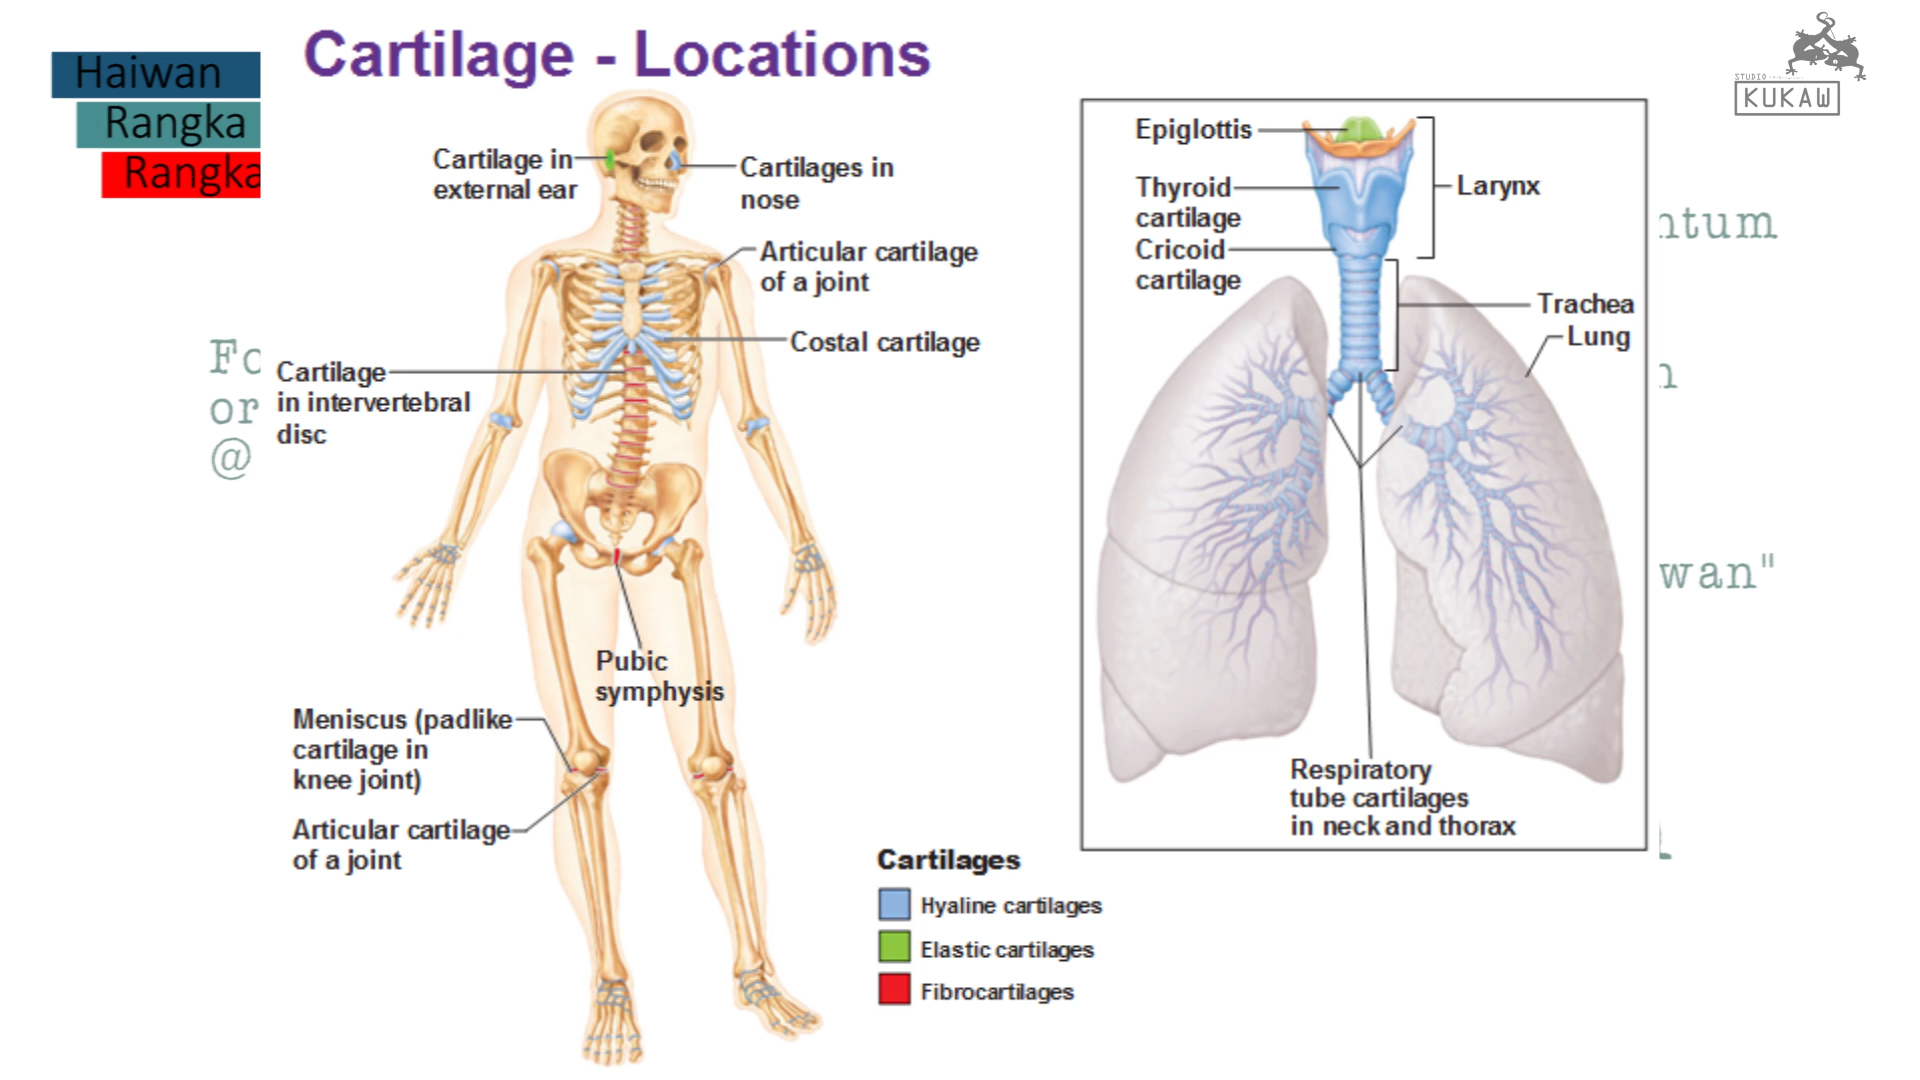 Cartilage - Locations
Haiwan
Rangka
Rangka
STUDIO
KUKAW
Cartilage in
external ear
Cartilages in
nose
Articular cartilage
of a joint
Costal cartilage
Cartilage
in intervertebral
disc
Pubic
symphysis
Meniscus (padlike
cartilage in
knee joint)
Articular cartilage
of a joint
Epiglottis
Thyroid
cartilage
Cricoid
cartilage
Larynx
Trachea
Lung
Respiratory
tube cartilages
in neck and thorax
Cartilages
Hyaline cartilages
Elastic cartilages
Fibrocartilages
@